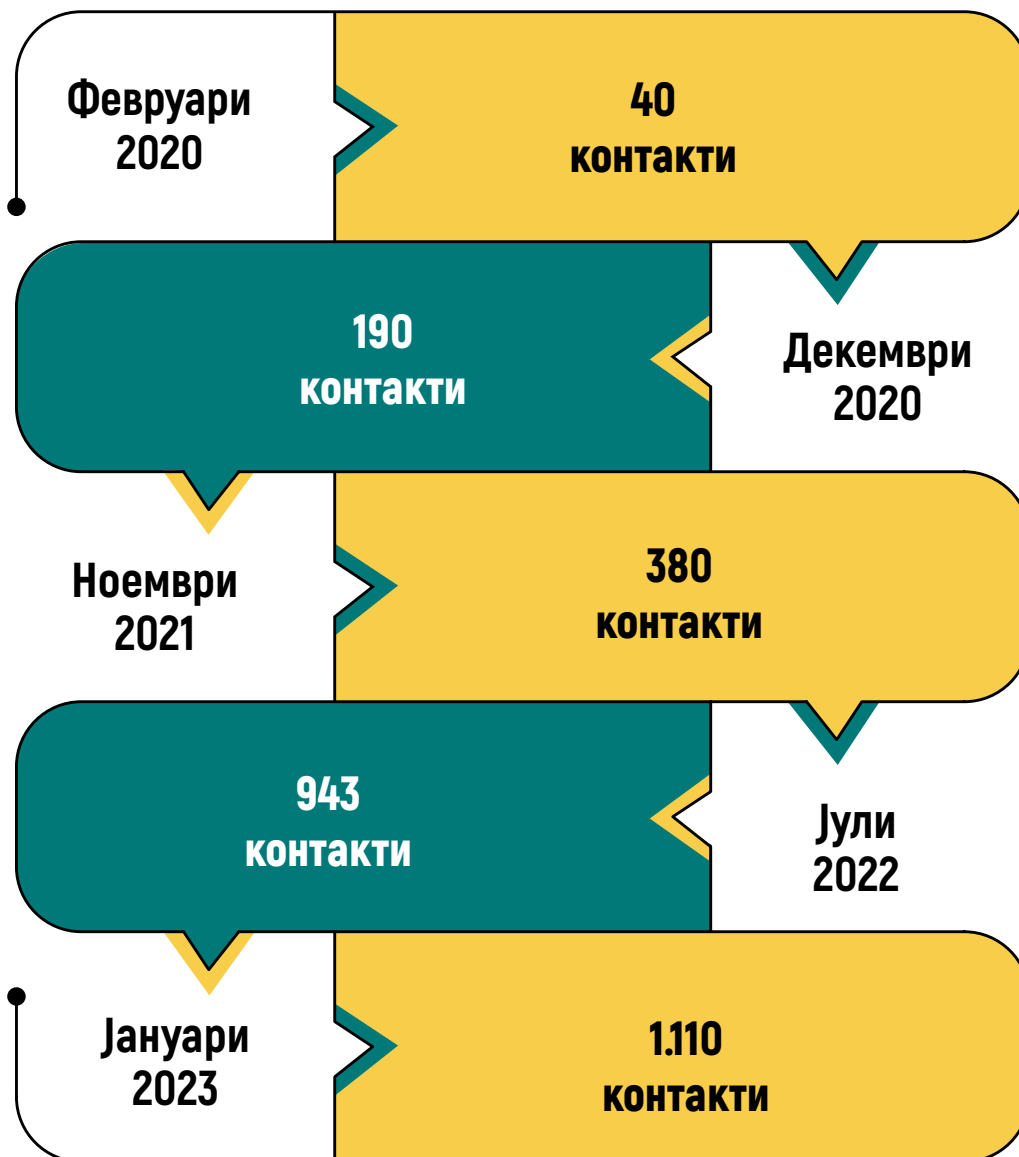 Февруари
2020
40
контакти
190
контакти
Декември
2020
Ноември
2021
380
контакти
943
контакти
Јули
2022
Јануари
2023
1.110
контакти